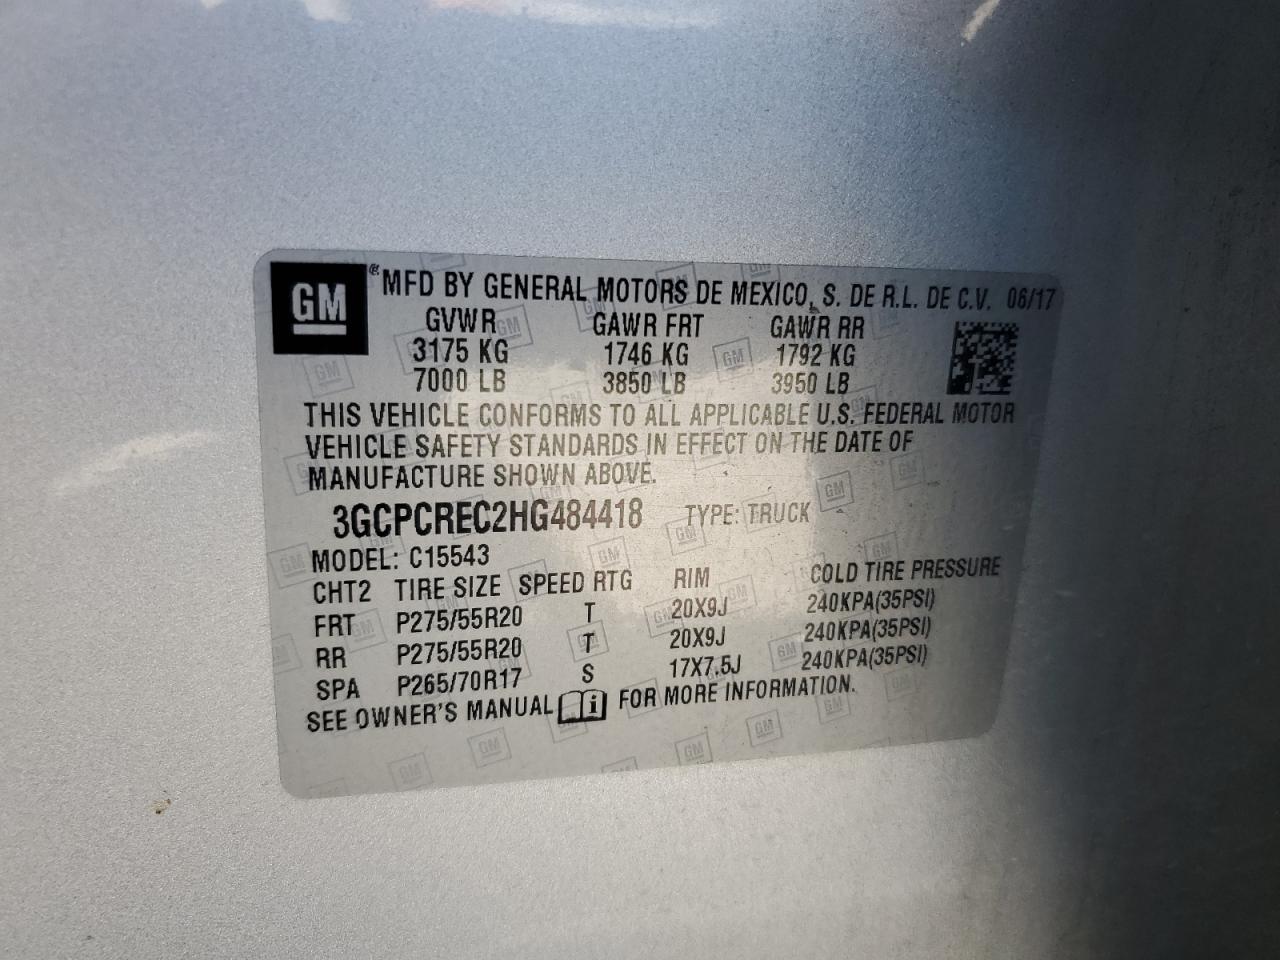 GM ® MFD BY GENERAL MOTORS DE MEXICO, S. DE R.L. DE C.V. 06/17
GVWR GAWR FRT GAWR RR
3175 KG 1746 KG 1792 KG
7000 LB 3850 LB 3950 LB
THIS VEHICLE CONFORMS TO ALL APPLICABLE U.S. FEDERAL MOTOR
VEHICLE SAFETY STANDARDS IN EFFECT ON THE DATE OF
MANUFACTURE SHOWN ABOVE.
3GCPCREC2HG484418 TYPE: TRUCK
MODEL: C15543
CHT2 TIRE SIZE SPEED RTG RIM COLD TIRE PRESSURE
FRT P275/55R20 T 20X9J 240KPA(35PSI)
RR P275/55R20 T 20X9J 240KPA(35PSI)
SPA P265/70R17 S 17X7.5J 240KPA(35PSI)
SEE OWNER'S MANUAL i FOR MORE INFORMATION.